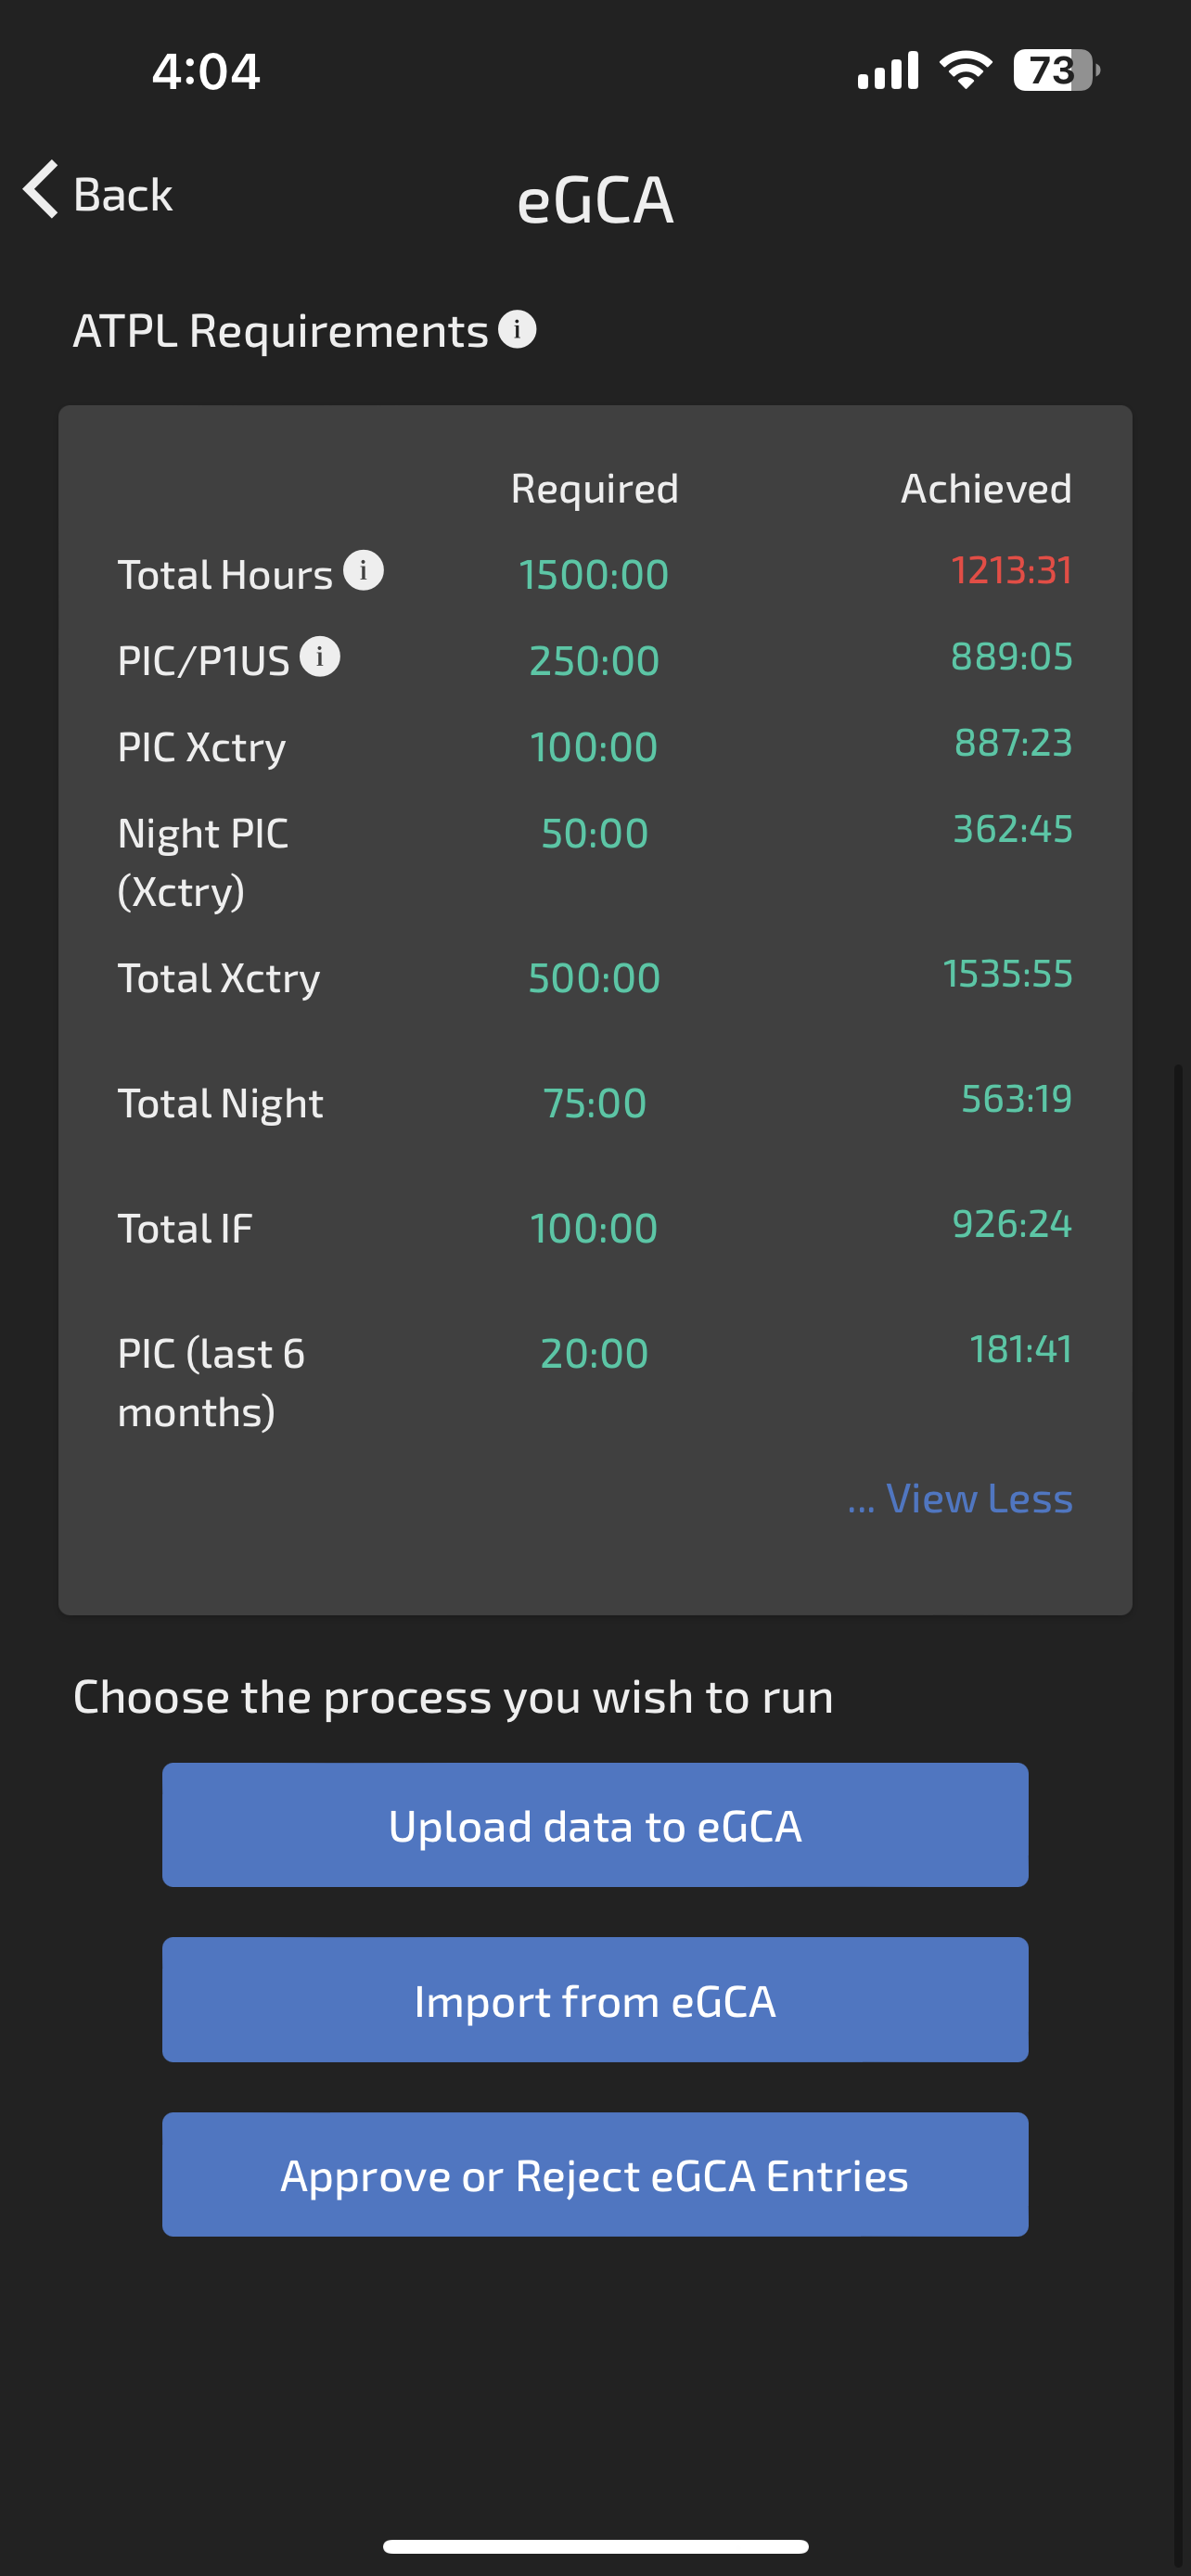 4:04
73
Back
eGCA
ATPL Requirements i
Required Achieved
Total Hours i 1500:00 1213:31
PIC/P1US i 250:00 889:05
PIC Xctry 100:00 887:23
Night PIC 50:00 362:45
(Xctry)
Total Xctry 500:00 1535:55
Total Night 75:00 563:19
Total IF 100:00 926:24
PIC (last 6 20:00 181:41
months)
... View Less
Choose the process you wish to run
Upload data to eGCA
Import from eGCA
Approve or Reject eGCA Entries